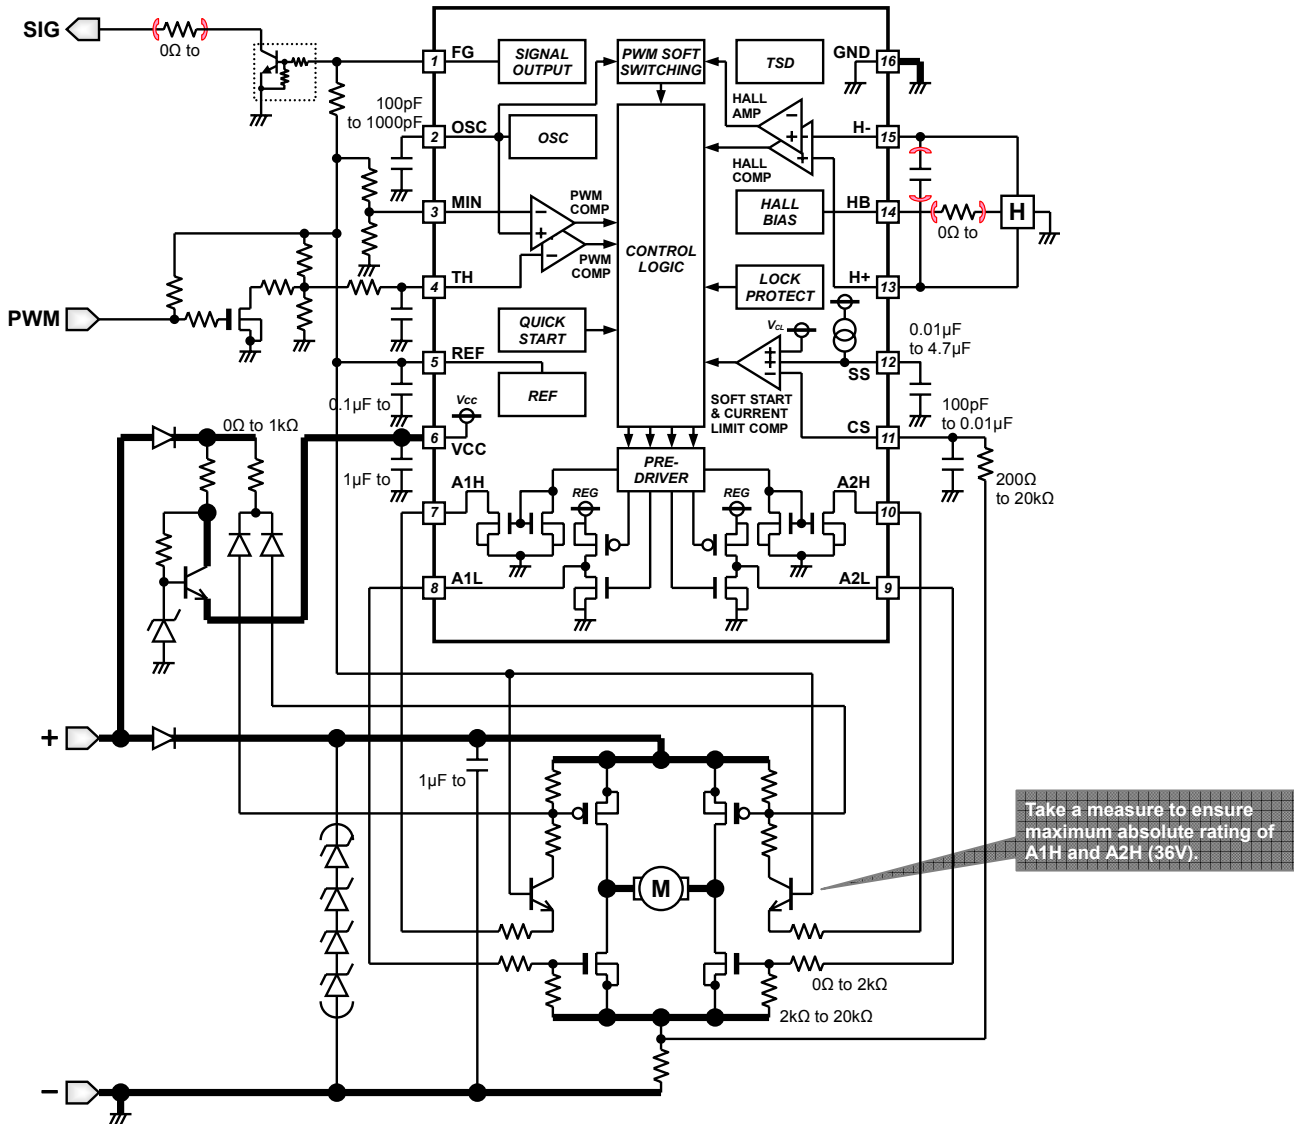 SIG
0Ω to
1
FG
SIGNAL
OUTPUT
PWM SOFT
SWITCHING
TSD
GND
16
100pF
to 1000pF
2
OSC
OSC
HALL
AMP
H-
15
HALL
COMP
3
MIN
PWM
COMP
PWM
COMP
CONTROL
LOGIC
HALL
BIAS
HB
14
0Ω to
H
4
TH
LOCK
PROTECT
H+
13
PWM
QUICK
START
VCL
0.01µF
to 4.7µF
5
REF
REF
SS
12
0.1µF to
SOFT START
& CURRENT
LIMIT COMP
100pF
to 0.01µF
0Ω to 1kΩ
Vcc
6
VCC
CS
11
1µF to
PRE-
DRIVER
200Ω
to 20kΩ
A1H
7
REG
REG
A2H
10
8
A1L
A2L
9
+
1µF to
Take a measure to ensure
maximum absolute rating of
A1H and A2H (36V).
M
0Ω to 2kΩ
2kΩ to 20kΩ
−